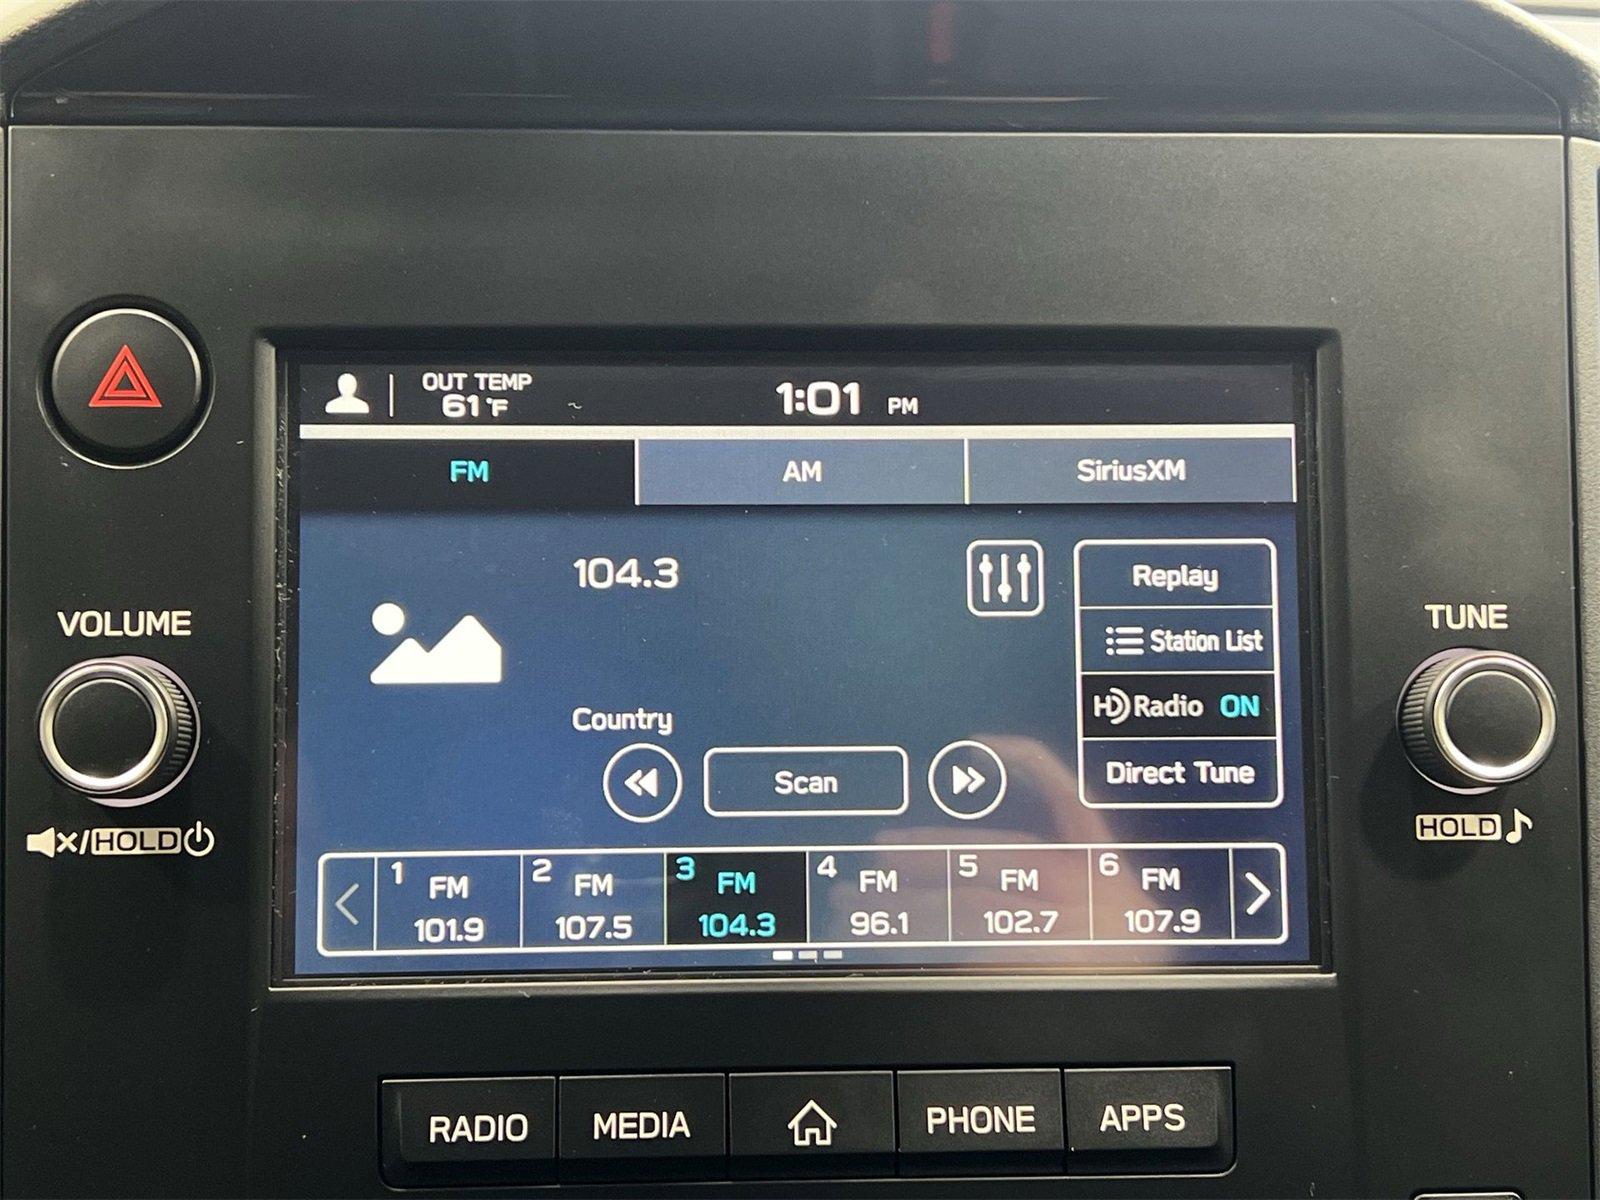 OUT TEMP
61°F
1:01 PM
FM
AM
SiriusXM
104.3
Replay
Station List
HD Radio ON
Direct Tune
Country
Scan
1 FM 101.9
2 FM 107.5
3 FM 104.3
4 FM 96.1
5 FM 102.7
6 FM 107.9
VOLUME
/HOLD
TUNE
HOLD
RADIO
MEDIA
PHONE
APPS